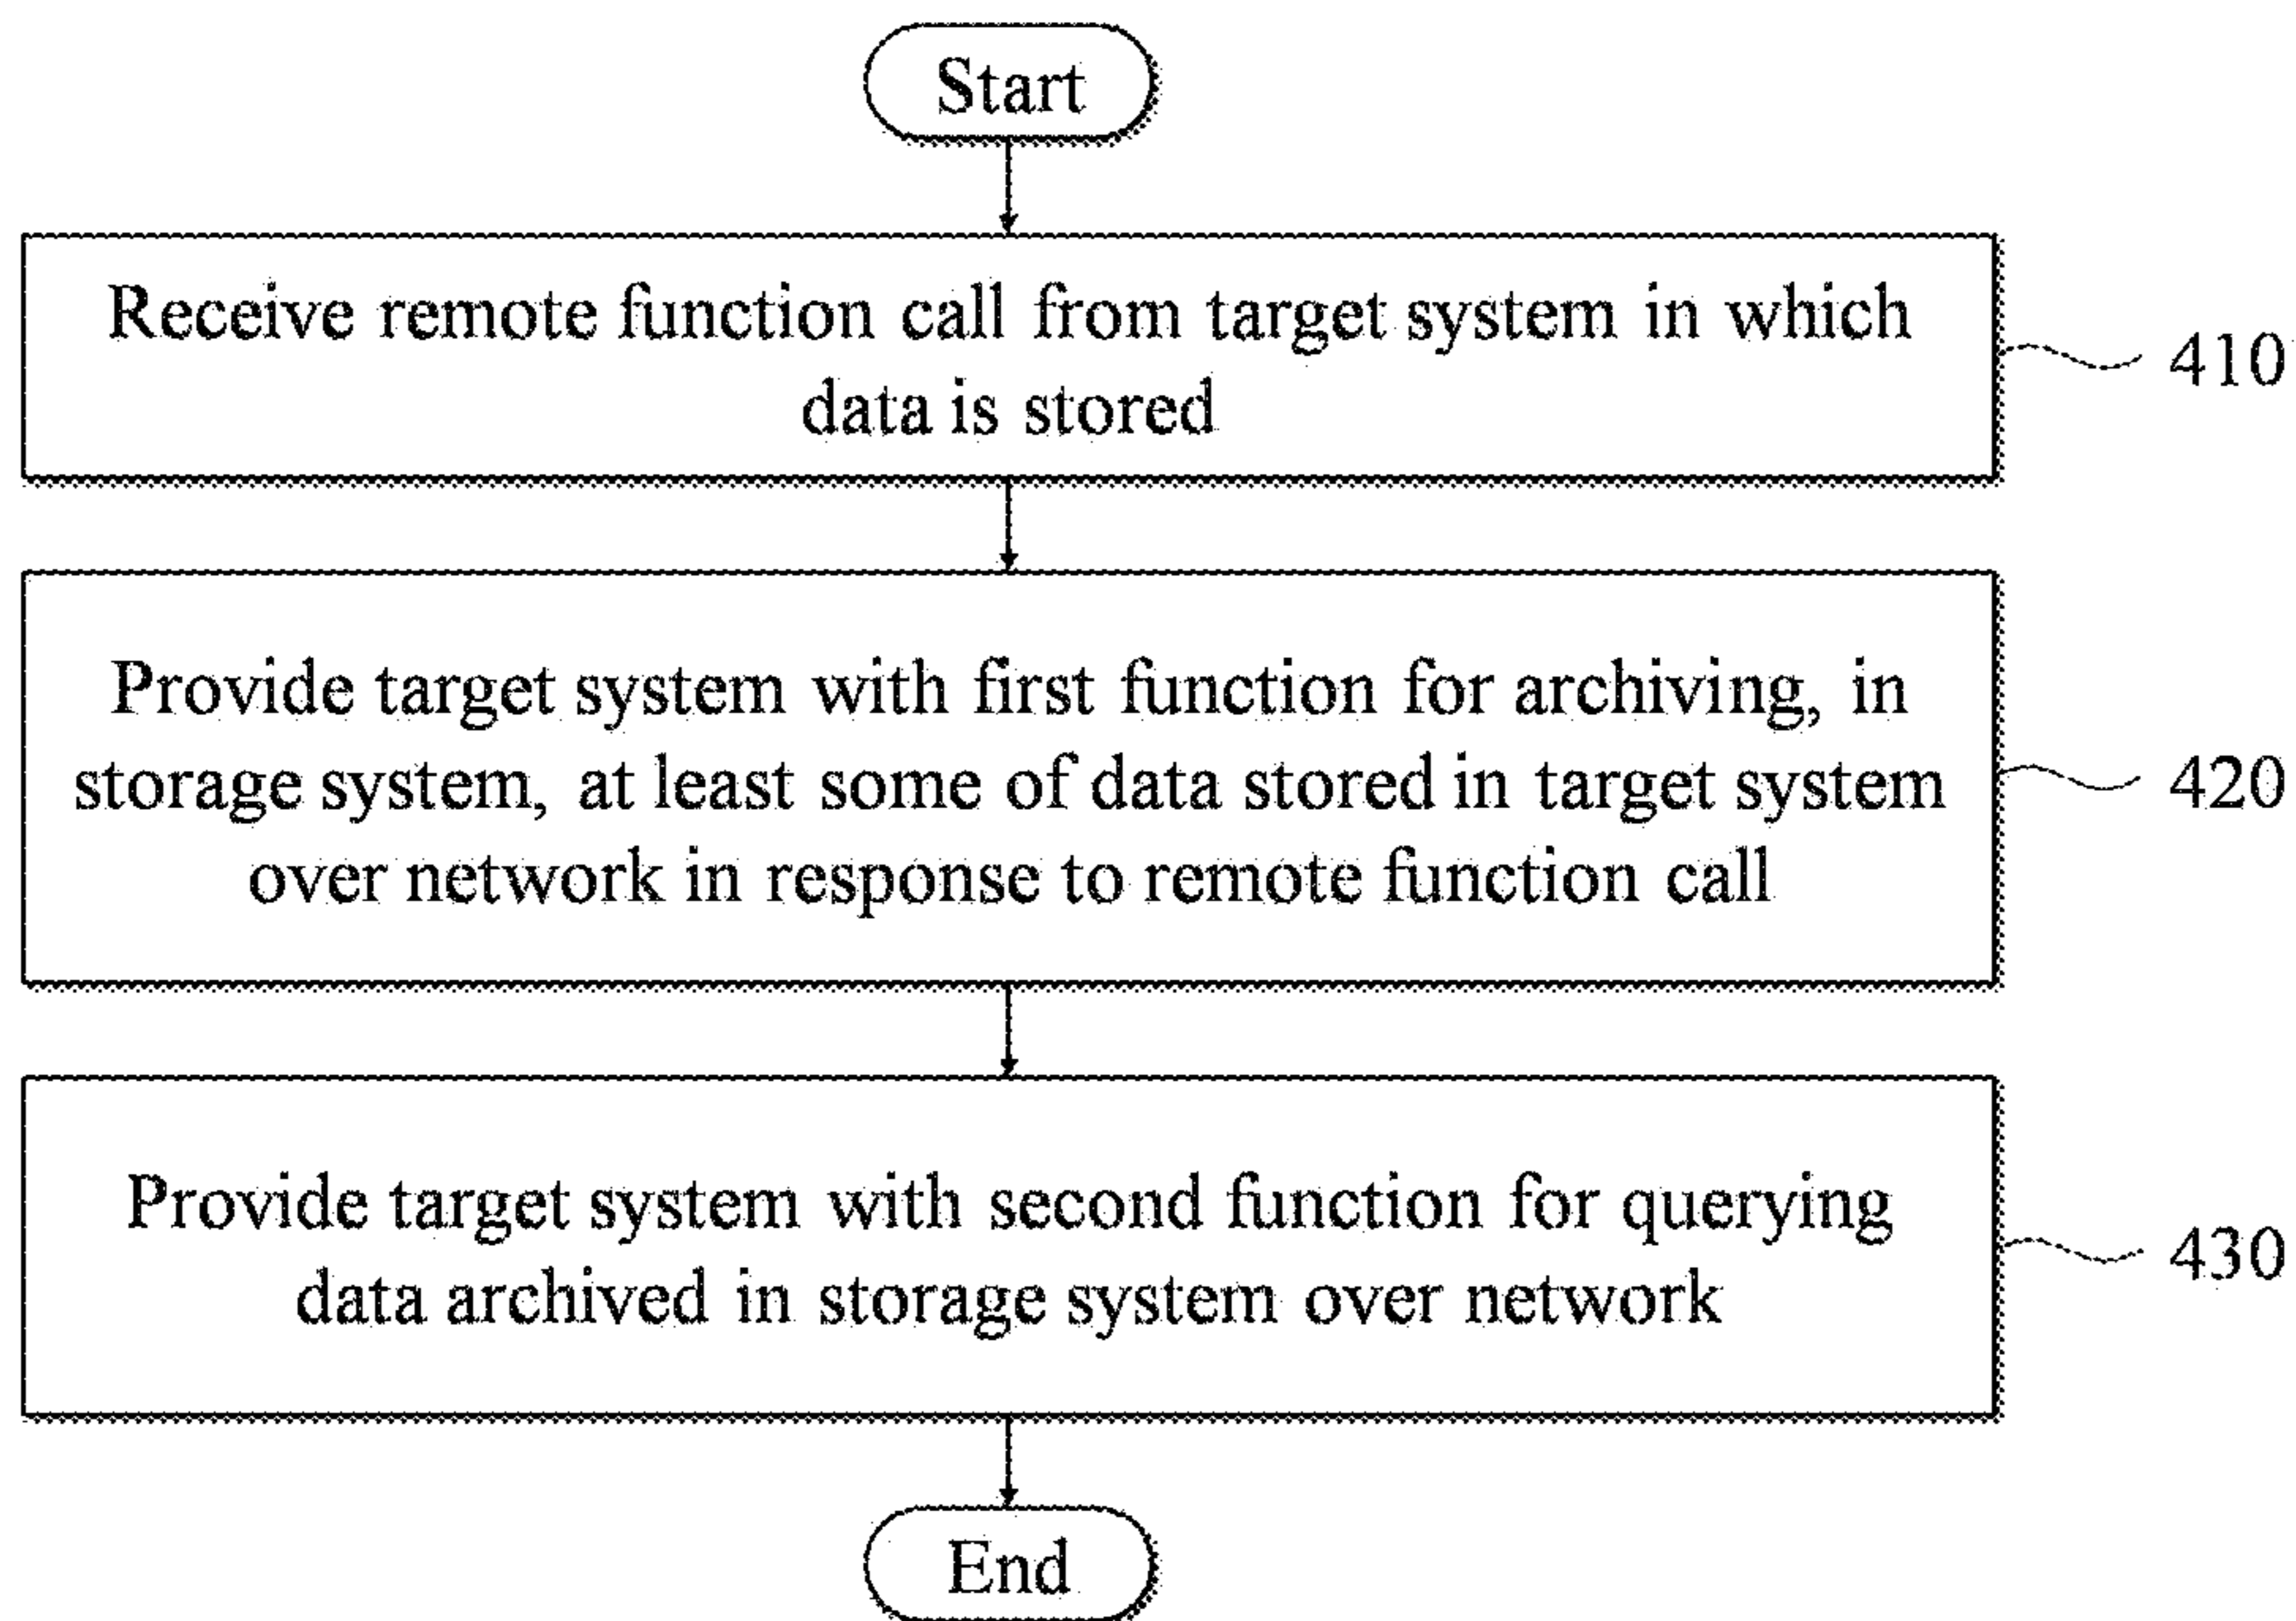 Start
Receive remote function call from target system in which
data is stored
410
Provide target system with first function for archiving, in
storage system, at least some of data stored in target system
over network in response to remote function call
420
Provide target system with second function for querying
data archived in storage system over network
430
End